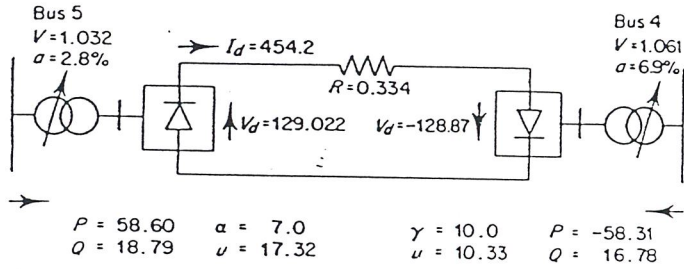 Bus 5
V=1.032
a=2.8%
I_d=454.2
R=0.334
V_d=129.022
V_d=-128.87
Bus 4
V=1.061
a=6.9%
P = 58.60
Q = 18.79
α = 7.0
u = 17.32
γ = 10.0
u = 10.33
P = -58.31
Q = 16.78